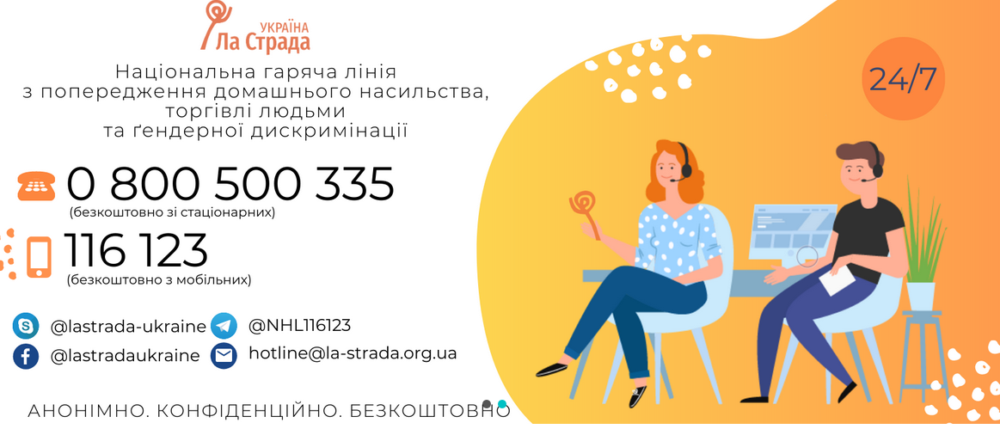 УКРАЇНА
Ла Страда
Національна гаряча лінія
з попередження домашнього насильства,
торгівлі людьми
та ґендерної дискримінації
0 800 500 335
(безкоштовно зі стаціонарних)
116 123
(безкоштовно з мобільних)
@lastrada-ukraine
@NHL116123
@lastradaukraine
hotline@la-strada.org.ua
АНОНІМНО. КОНФІДЕНЦІЙНО. БЕЗКОШТОВНО
24/7